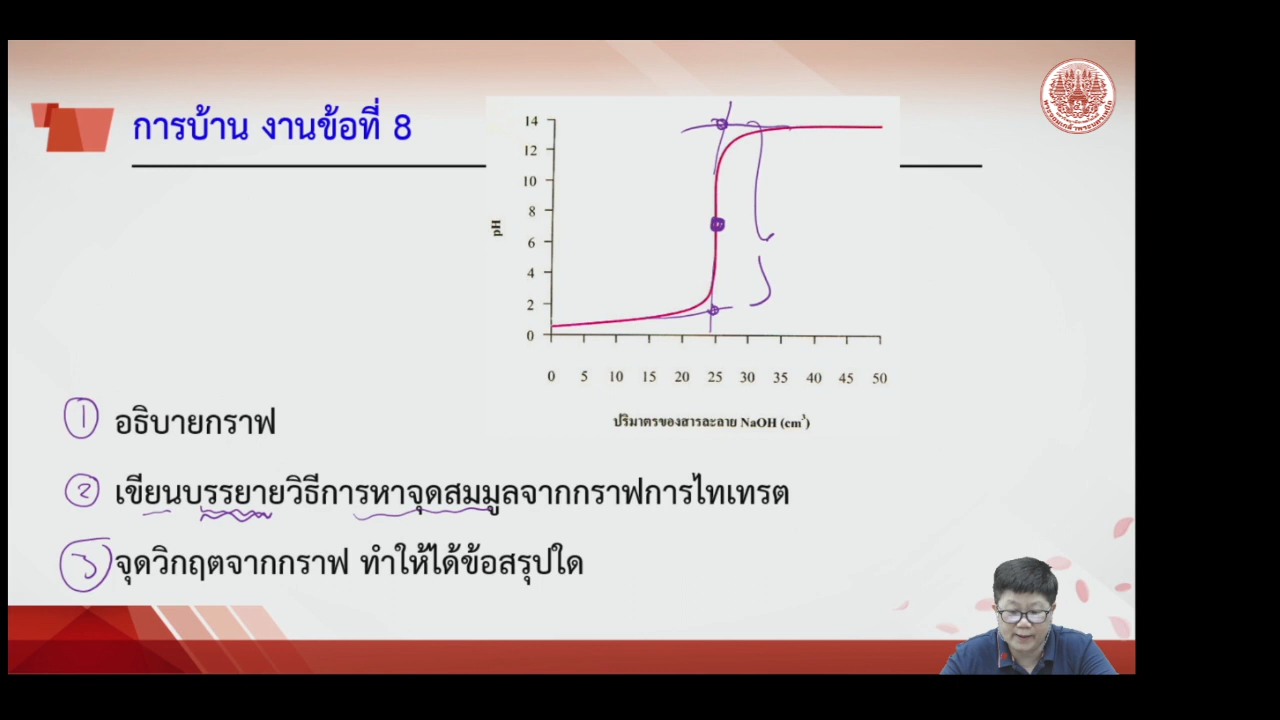 การบ้าน งานข้อที่ 8
14
12
10
8
pH
6
4
2
0
0 5 10 15 20 25 30 35 40 45 50
ปริมาตรของสารละลาย NaOH (cm³)
1 อธิบายกราฟ
2 เขียนบรรยายวิธีการหาจุดสมมูลจากกราฟการไทเทรต
3 จุดวิกฤตจากกราฟ ทำให้ได้ข้อสรุปใด